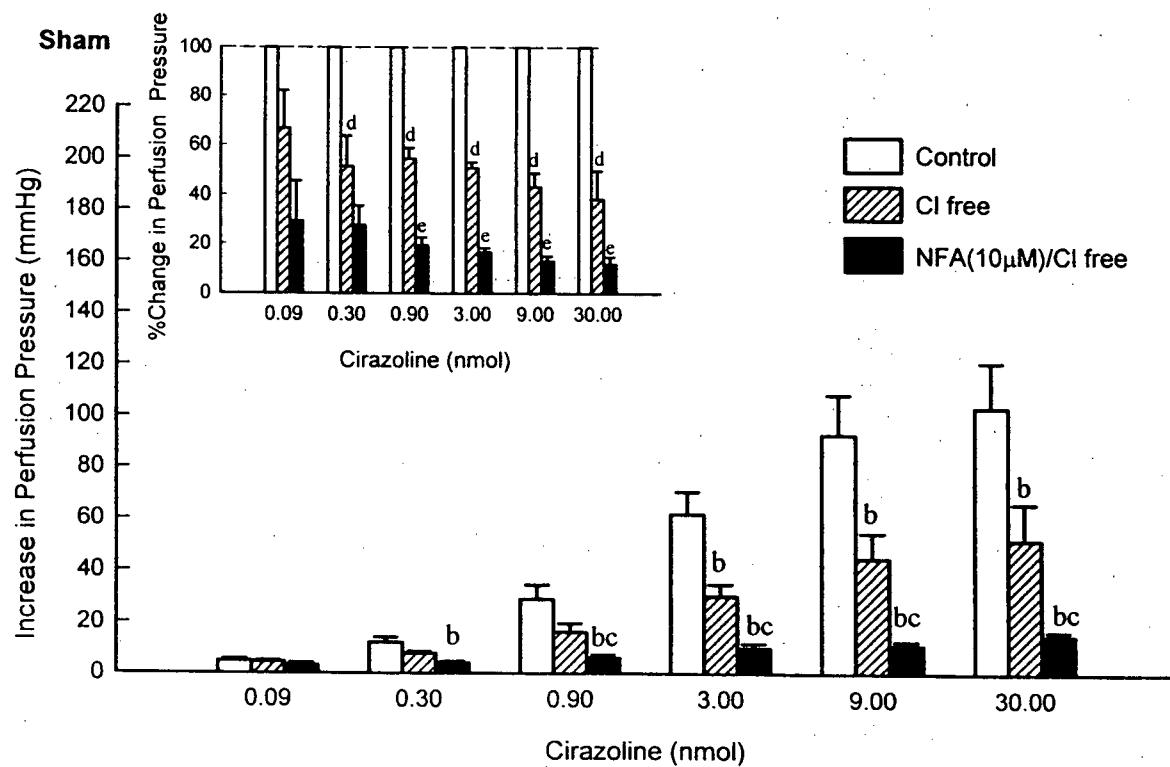 Sham
%Change in Perfusion Pressure
100
80
60
40
20
0
d
d
d
d
d
e
e
e
e
0.09 0.30 0.90 3.00 9.00 30.00
Cirazoline (nmol)
Control
Cl free
NFA(10μM)/Cl free
Increase in Perfusion Pressure (mmHg)
220
200
180
160
140
120
100
80
60
40
20
0
b
bc
b
bc
b
bc
b
bc
0.09 0.30 0.90 3.00 9.00 30.00
Cirazoline (nmol)